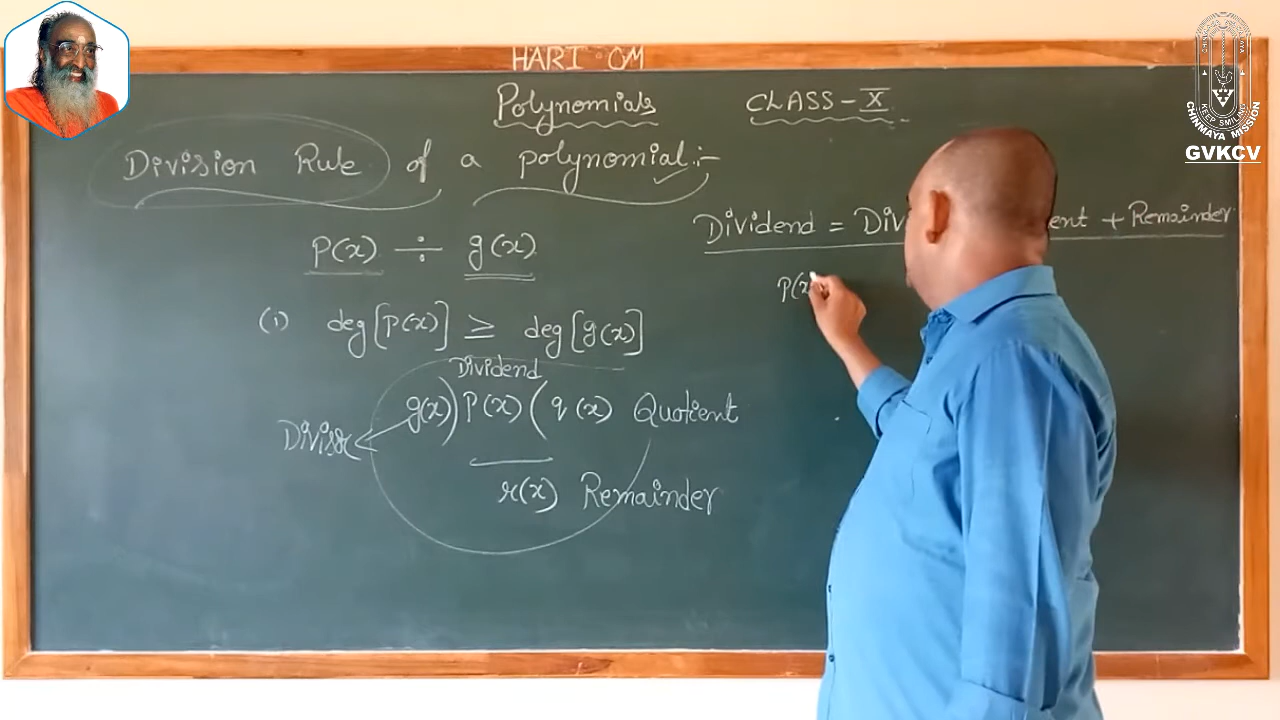 HARI OM
Polynomials CLASS - X
Division Rule of a polynomial :-
Dividend = Div ent + Remainder
p(x) ÷ g(x)
p(x)
(i) deg[p(x)] ≥ deg[g(x)]
Dividend
Divisor g(x) ) p(x) ( q(x) Quotient
r(x) Remainder
CHINMAYA MISSION
KEEP SMILING
GVKCV